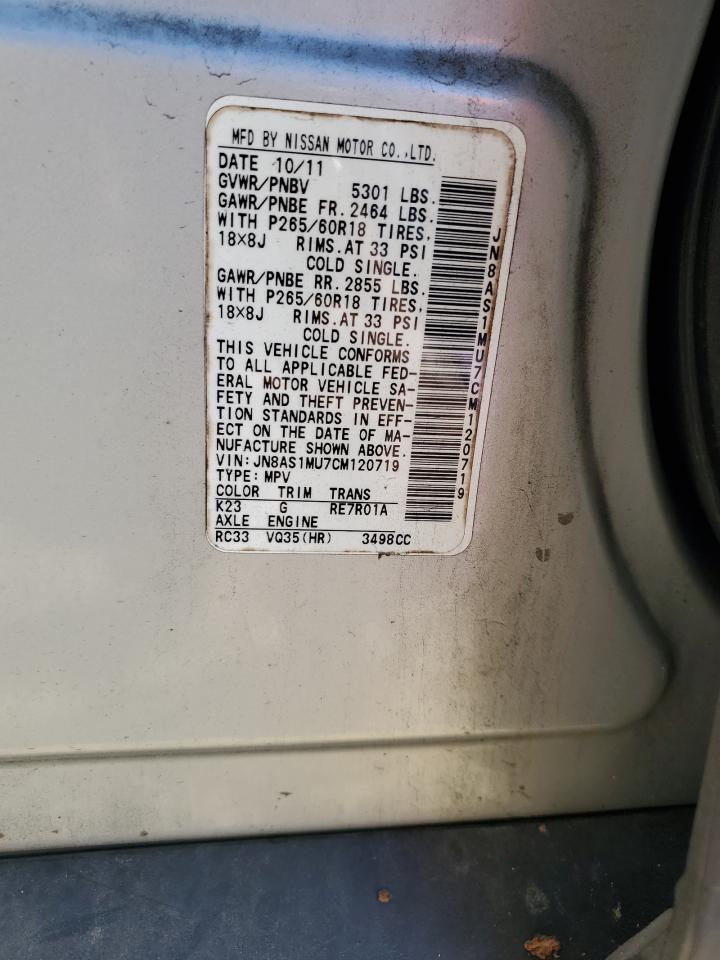 MFD BY NISSAN MOTOR CO.,LTD.
DATE 10/11
GVWR/PNBV 5301 LBS.
GAWR/PNBE FR. 2464 LBS.
WITH P265/60R18 TIRES,
18×8J RIMS.AT 33 PSI
COLD SINGLE.
GAWR/PNBE RR. 2855 LBS.
WITH P265/60R18 TIRES,
18×8J RIMS.AT 33 PSI
COLD SINGLE.
THIS VEHICLE CONFORMS
TO ALL APPLICABLE FED-
ERAL MOTOR VEHICLE SA-
FETY AND THEFT PREVEN-
TION STANDARDS IN EFF-
ECT ON THE DATE OF MA-
NUFACTURE SHOWN ABOVE.
VIN:JN8AS1MU7CM120719
TYPE:MPV
COLOR TRIM TRANS
K23 G RE7R01A
AXLE ENGINE
RC33 VQ35(HR) 3498CC
JN8AS1MU7CM120719